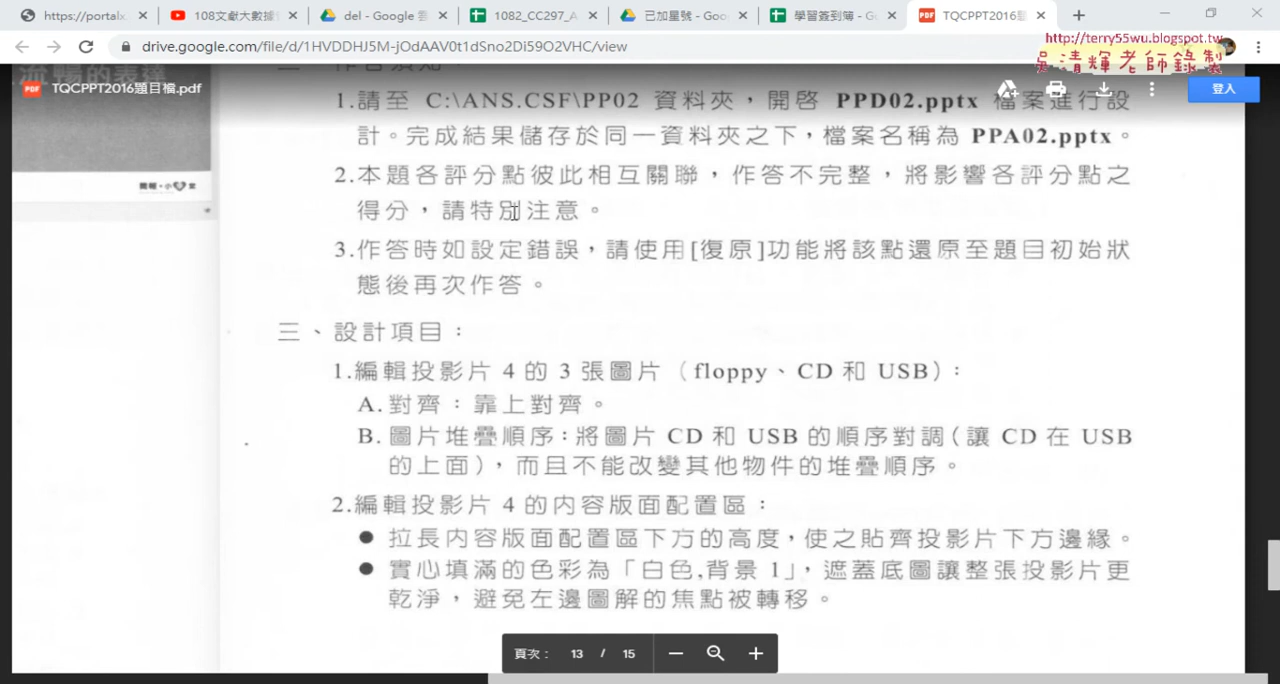 https://portalx
108文獻大數據
del - Google 雲
1082_CC297_A
已加星號 - Goo
學習簽到簿 - G
TQCPPT2016題
drive.google.com/file/d/1HVDDHJ5M-jOdAAV0t1dSno2Di59O2VHC/view
http://terry55wu.blogspot.tw
吳清輝老師錄製
流暢的表達
PDF TQCPPT2016題目檔.pdf
登入
二、作答須知
1.請至 C:\ANS.CSF\PP02 資料夾，開啟 PPD02.pptx 檔案進行設
計。完成結果儲存於同一資料夾之下，檔案名稱為 PPA02.pptx。
2.本題各評分點彼此相互關聯，作答不完整，將影響各評分點之
得分，請特別注意。
3.作答時如設定錯誤，請使用[復原]功能將該點還原至題目初始狀
態後再次作答。
三、設計項目：
1.編輯投影片 4 的 3 張圖片（floppy、CD 和 USB）：
A.對齊：靠上對齊。
B.圖片堆疊順序：將圖片 CD 和 USB 的順序對調(讓 CD 在 USB
的上面)，而且不能改變其他物件的堆疊順序。
2.編輯投影片 4 的內容版面配置區：
● 拉長內容版面配置區下方的高度，使之貼齊投影片下方邊緣。
● 實心填滿的色彩為「白色,背景 1」，遮蓋底圖讓整張投影片更
乾淨，避免左邊圖解的焦點被轉移。
頁次： 13 / 15